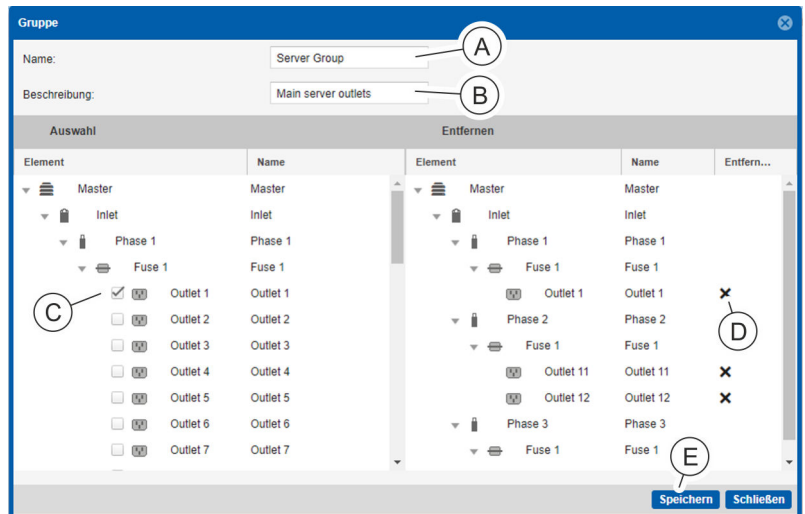 Gruppe
Name: Server Group A
Beschreibung: Main server outlets B
Auswahl Entfernen
Element Name Element Name Entfern...
Master Master Master Master
Inlet Inlet Inlet Inlet
Phase 1 Phase 1 Phase 1 Phase 1
Fuse 1 Fuse 1 Fuse 1 Fuse 1
C Outlet 1 Outlet 1 Outlet 1 Outlet 1
Outlet 2 Outlet 2 Phase 2 Phase 2 D
Outlet 3 Outlet 3 Fuse 1 Fuse 1
Outlet 4 Outlet 4 Outlet 11 Outlet 11
Outlet 5 Outlet 5 Outlet 12 Outlet 12
Outlet 6 Outlet 6 Phase 3 Phase 3
Outlet 7 Outlet 7 Fuse 1 Fuse 1 E
Speichern Schließen